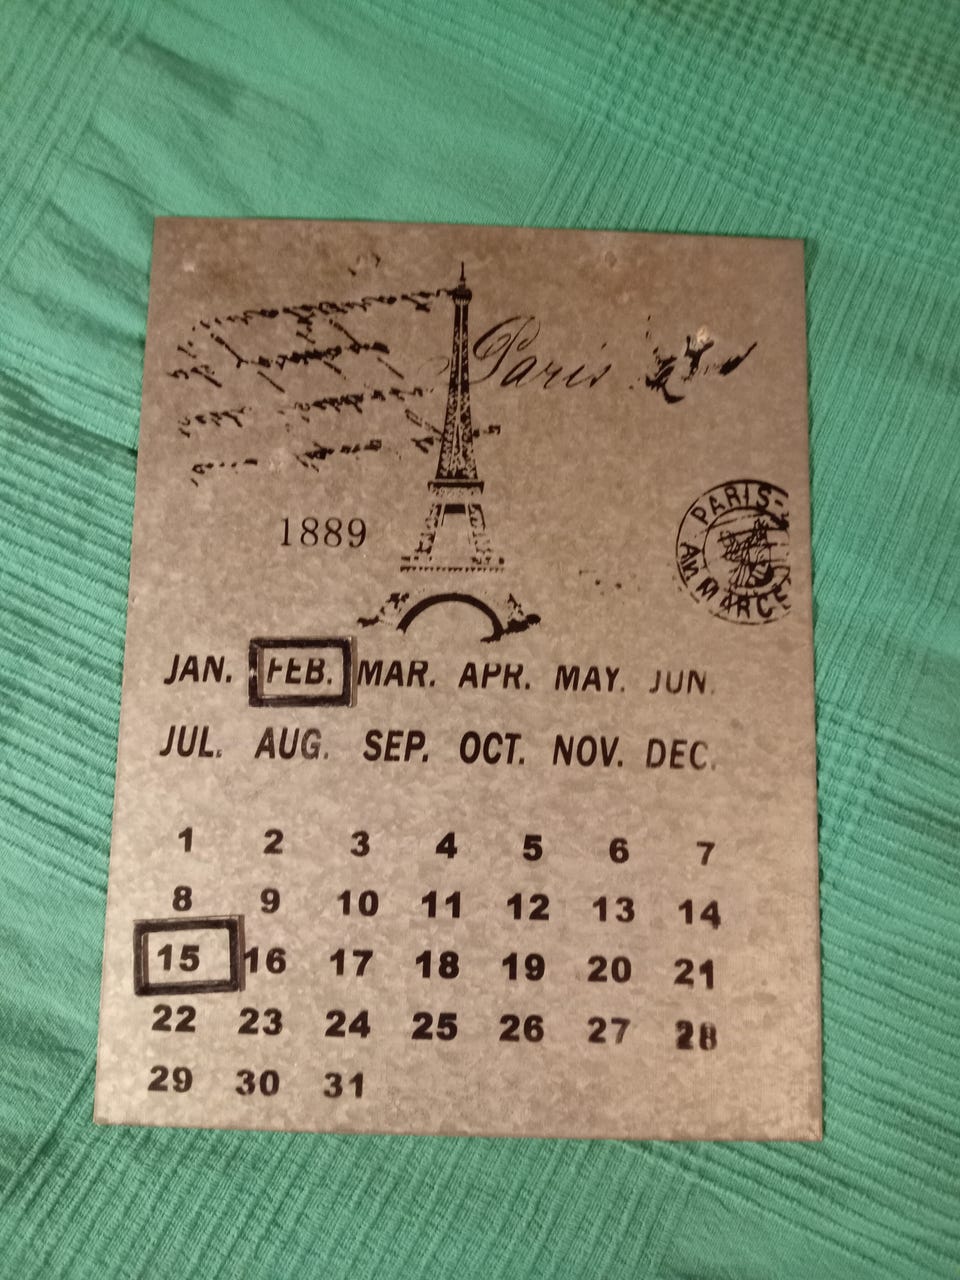 Paris
1889
PARIS-
AV MARCE
JAN. FEB. MAR. APR. MAY. JUN.
JUL. AUG. SEP. OCT. NOV. DEC.
1 2 3 4 5 6 7
8 9 10 11 12 13 14
15 16 17 18 19 20 21
22 23 24 25 26 27 28
29 30 31